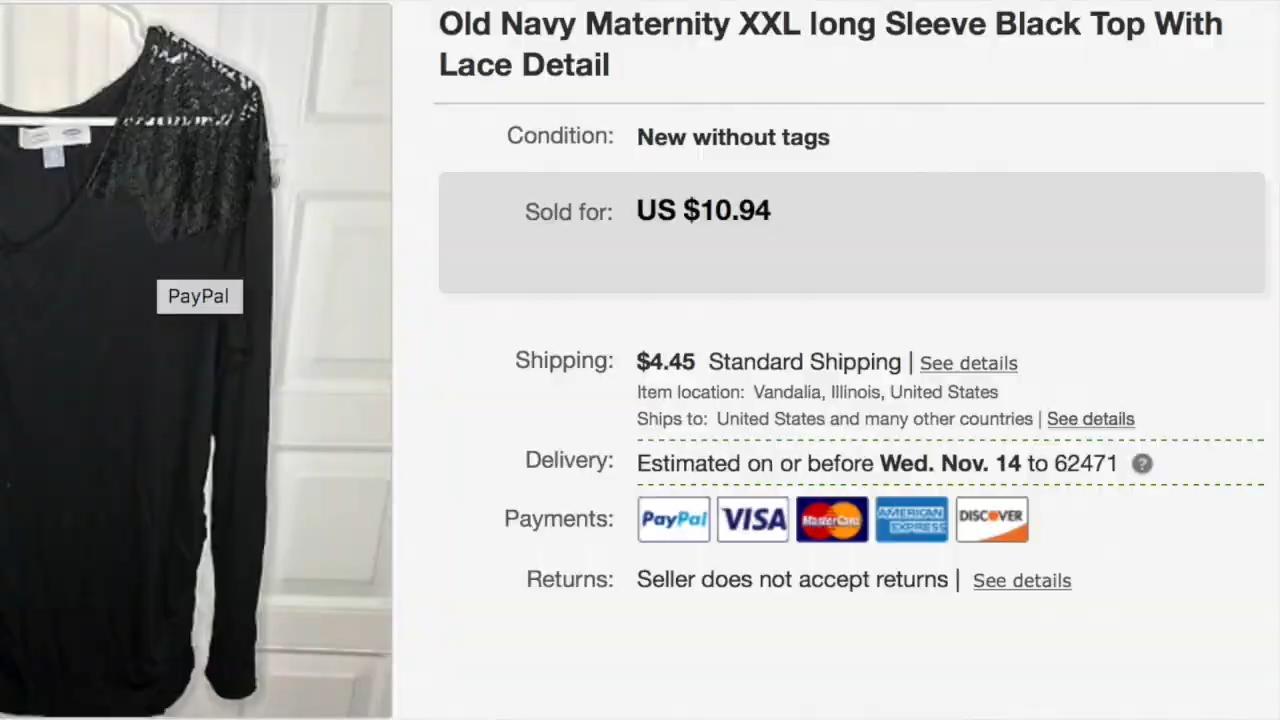 Old Navy Maternity XXL long Sleeve Black Top With
Lace Detail
Condition: New without tags
Sold for: US $10.94
PayPal
Shipping: $4.45 Standard Shipping | See details
Item location: Vandalia, Illinois, United States
Ships to: United States and many other countries | See details
Delivery: Estimated on or before Wed. Nov. 14 to 62471 ?
Payments: PayPal VISA MasterCard AMERICAN EXPRESS DISCOVER
Returns: Seller does not accept returns | See details